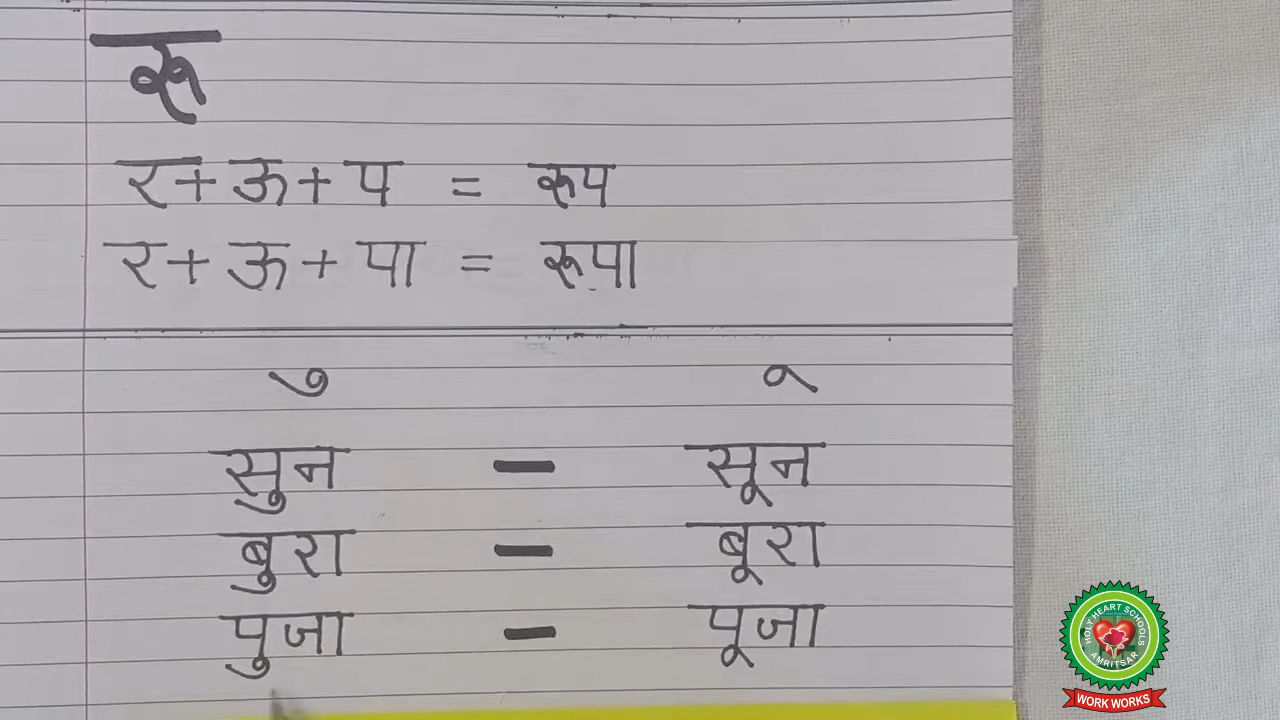 रू
र + ऊ + प = रूप
र + ऊ + पा = रूपा
ु ू
सुन - सून
बुरा - बूरा
पुजा - पूजा
HOLY HEART SCHOOLS
AMRITSAR
WORK WORKS